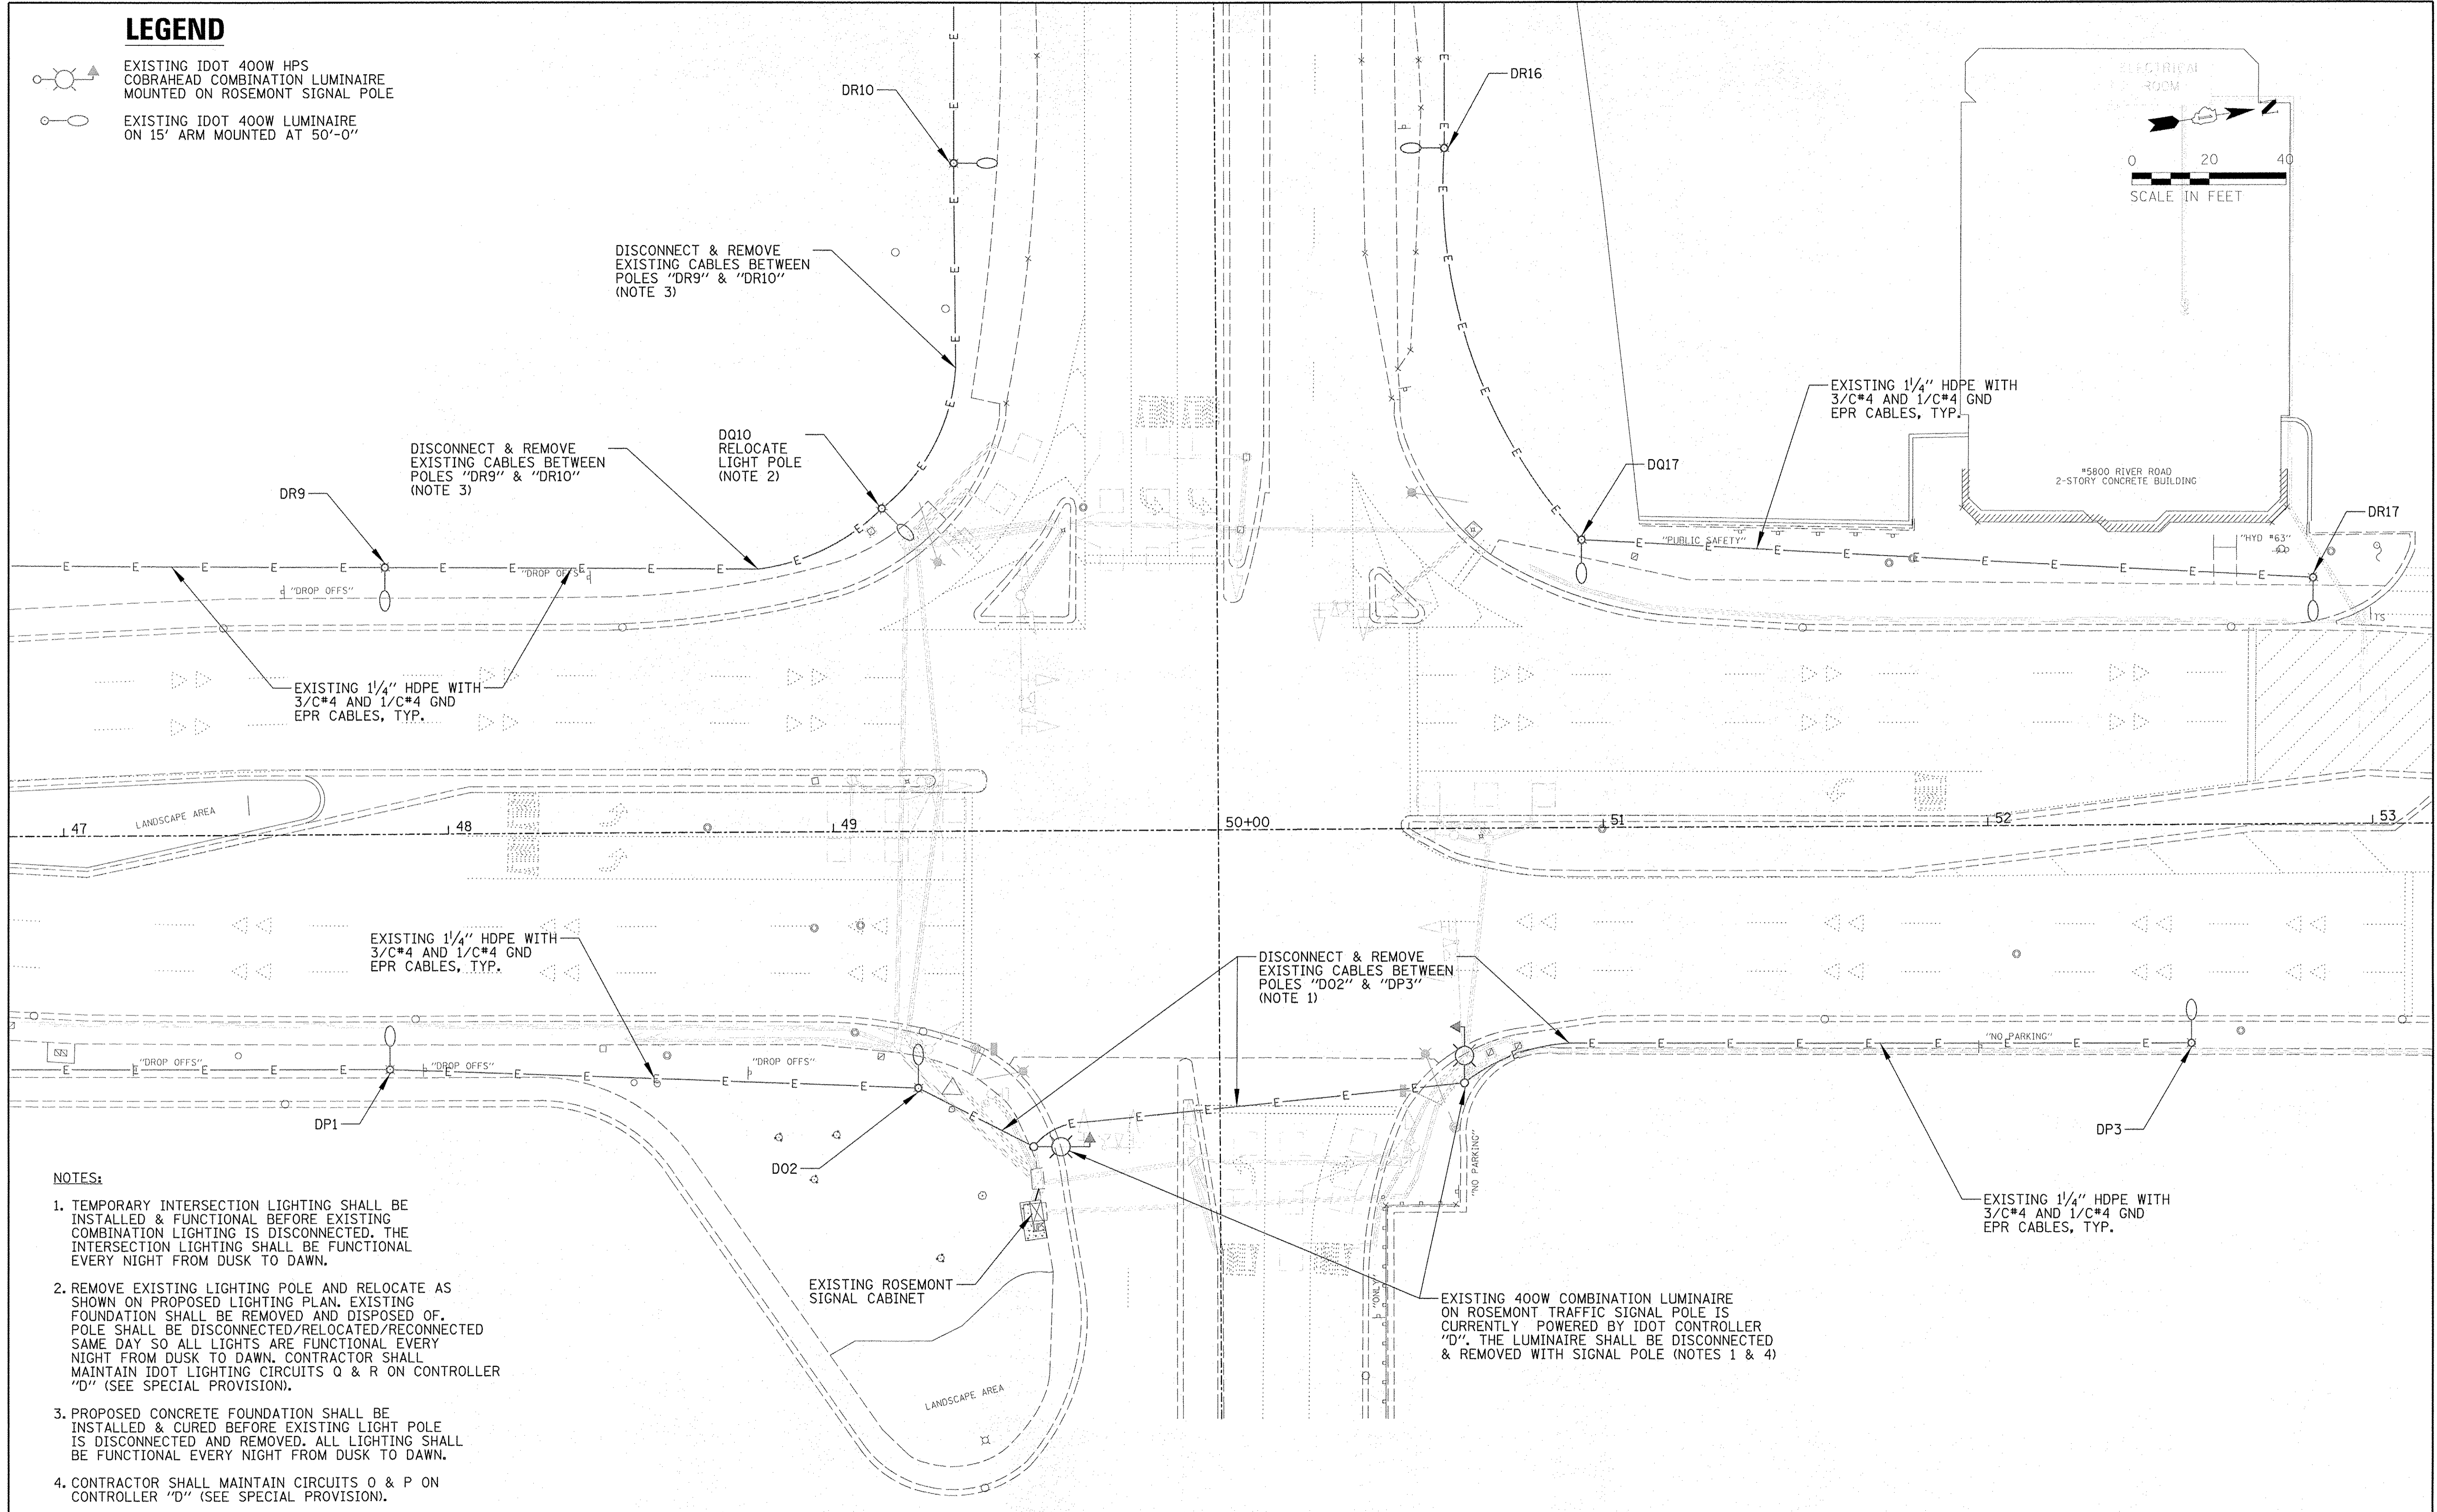 LEGEND
EXISTING IDOT 400W HPS
COBRAHEAD COMBINATION LUMINAIRE
MOUNTED ON ROSEMONT SIGNAL POLE
EXISTING IDOT 400W LUMINAIRE
ON 15' ARM MOUNTED AT 50'-0"
DR10
DR16
ELECTRICAL
ROOM
0 20 40
SCALE IN FEET
DISCONNECT & REMOVE
EXISTING CABLES BETWEEN
POLES "DR9" & "DR10"
(NOTE 3)
EXISTING 1 1/4" HDPE WITH
3/C#4 AND 1/C#4 GND
EPR CABLES, TYP.
DISCONNECT & REMOVE
EXISTING CABLES BETWEEN
POLES "DR9" & "DR10"
(NOTE 3)
DQ10
RELOCATE
LIGHT POLE
(NOTE 2)
DR9
DQ17
#5800 RIVER ROAD
2-STORY CONCRETE BUILDING
DR17
"PUBLIC SAFETY"
"HYD #63"
"DROP OFFS"
"DROP OFFS"
TS
EXISTING 1 1/4" HDPE WITH
3/C#4 AND 1/C#4 GND
EPR CABLES, TYP.
LANDSCAPE AREA
47 48 49 50+00 51 52 53
EXISTING 1 1/4" HDPE WITH
3/C#4 AND 1/C#4 GND
EPR CABLES, TYP.
DISCONNECT & REMOVE
EXISTING CABLES BETWEEN
POLES "DO2" & "DP3"
(NOTE 1)
"NO PARKING"
"DROP OFFS"
"DROP OFFS"
"DROP OFFS"
DP1
DO2
DP3
"NO PARKING"
EXISTING 1 1/4" HDPE WITH
3/C#4 AND 1/C#4 GND
EPR CABLES, TYP.
EXISTING ROSEMONT
SIGNAL CABINET
"ONLY"
EXISTING 400W COMBINATION LUMINAIRE
ON ROSEMONT TRAFFIC SIGNAL POLE IS
CURRENTLY POWERED BY IDOT CONTROLLER
"D". THE LUMINAIRE SHALL BE DISCONNECTED
& REMOVED WITH SIGNAL POLE (NOTES 1 & 4)
LANDSCAPE AREA
NOTES:
1. TEMPORARY INTERSECTION LIGHTING SHALL BE
INSTALLED & FUNCTIONAL BEFORE EXISTING
COMBINATION LIGHTING IS DISCONNECTED. THE
INTERSECTION LIGHTING SHALL BE FUNCTIONAL
EVERY NIGHT FROM DUSK TO DAWN.
2. REMOVE EXISTING LIGHTING POLE AND RELOCATE AS
SHOWN ON PROPOSED LIGHTING PLAN. EXISTING
FOUNDATION SHALL BE REMOVED AND DISPOSED OF.
POLE SHALL BE DISCONNECTED/RELOCATED/RECONNECTED
SAME DAY SO ALL LIGHTS ARE FUNCTIONAL EVERY
NIGHT FROM DUSK TO DAWN. CONTRACTOR SHALL
MAINTAIN IDOT LIGHTING CIRCUITS Q & R ON CONTROLLER
"D" (SEE SPECIAL PROVISION).
3. PROPOSED CONCRETE FOUNDATION SHALL BE
INSTALLED & CURED BEFORE EXISTING LIGHT POLE
IS DISCONNECTED AND REMOVED. ALL LIGHTING SHALL
BE FUNCTIONAL EVERY NIGHT FROM DUSK TO DAWN.
4. CONTRACTOR SHALL MAINTAIN CIRCUITS O & P ON
CONTROLLER "D" (SEE SPECIAL PROVISION).